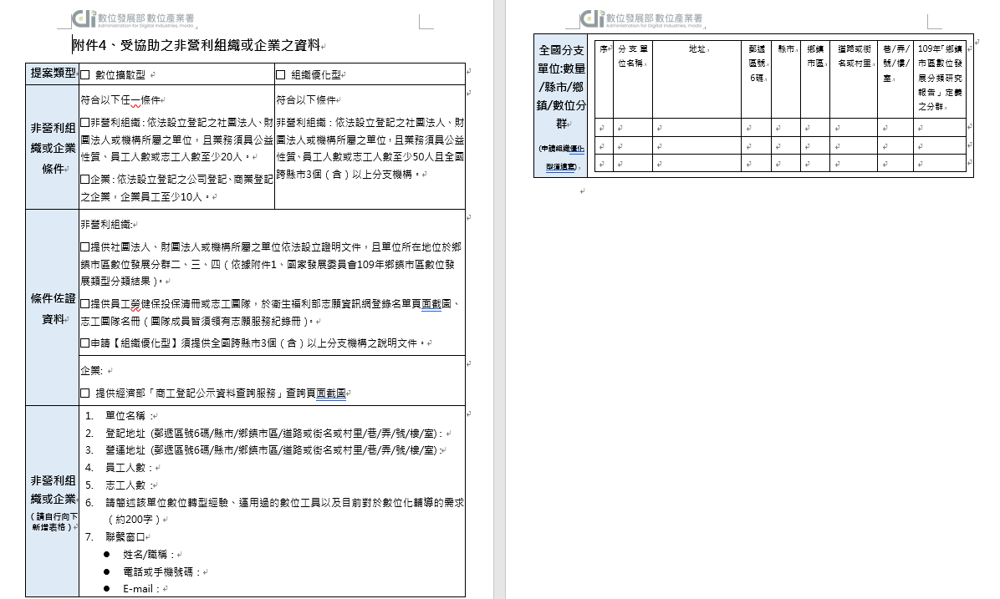 數位發展部 數位產業署
Administration for Digital Industries, moda
附件4、受協助之非營利組織或企業之資料
提案類型
□ 數位擴散型
□ 組織優化型
非營利組
織或企業
條件
符合以下任一條件
□非營利組織:依法設立登記之社團法人、財
團法人或機構所屬之單位，且業務須具公益
性質、員工人數或志工人數至少20人。
□企業:依法設立登記之公司登記、商業登記
之企業，企業員工至少10人。
符合以下條件
非營利組織：依法設立登記之社團法人、財
團法人或機構所屬之單位，且業務須具公益
性質、員工人數或志工人數至少50人且全國
跨縣市3個（含）以上分支機構。
條件佐證
資料
非營利組織:
□提供社團法人、財團法人或機構所屬之單位依法設立證明文件，且單位所在地位於鄉
鎮市區數位發展分群二、三、四（依據附件1、國家發展委員會109年鄉鎮市區數位發
展類型分類結果）。
□提供員工勞健保投保清冊或志工團隊，於衛生福利部志願資訊網登錄名單頁面截圖、
志工團隊名冊（團隊成員皆須領有志願服務紀錄冊）。
□申請【組織優化型】須提供全國跨縣市3個（含）以上分支機構之說明文件。
企業:
□ 提供經濟部「商工登記公示資料查詢服務」查詢頁面截圖
非營利組
織或企業
（請自行向下
新增表格）
1. 單位名稱 :
2. 登記地址 (郵遞區號6碼/縣市/鄉鎮市區/道路或街名或村里/巷/弄/號/樓/室) :
3. 營運地址 (郵遞區號6碼/縣市/鄉鎮市區/道路或街名或村里/巷/弄/號/樓/室) :
4. 員工人數：
5. 志工人數 :
6. 請簡述該單位數位轉型經驗、運用過的數位工具以及目前對於數位化輔導的需求
（約200字）
7. 聯繫窗口
● 姓名/職稱：
● 電話或手機號碼：
● E-mail：
數位發展部 數位產業署
Administration for Digital Industries, moda
全國分支
單位:數量
/縣市/鄉
鎮/數位分
群
(申請組織優化
型須填寫)
序
分支單
位名稱
地址
郵遞
區號
6碼
縣市
鄉鎮
市區
道路或街
名或村里
巷/弄/
號/樓/
室
109年「鄉鎮
市區數位發
展分類研究
報告」定義
之分群